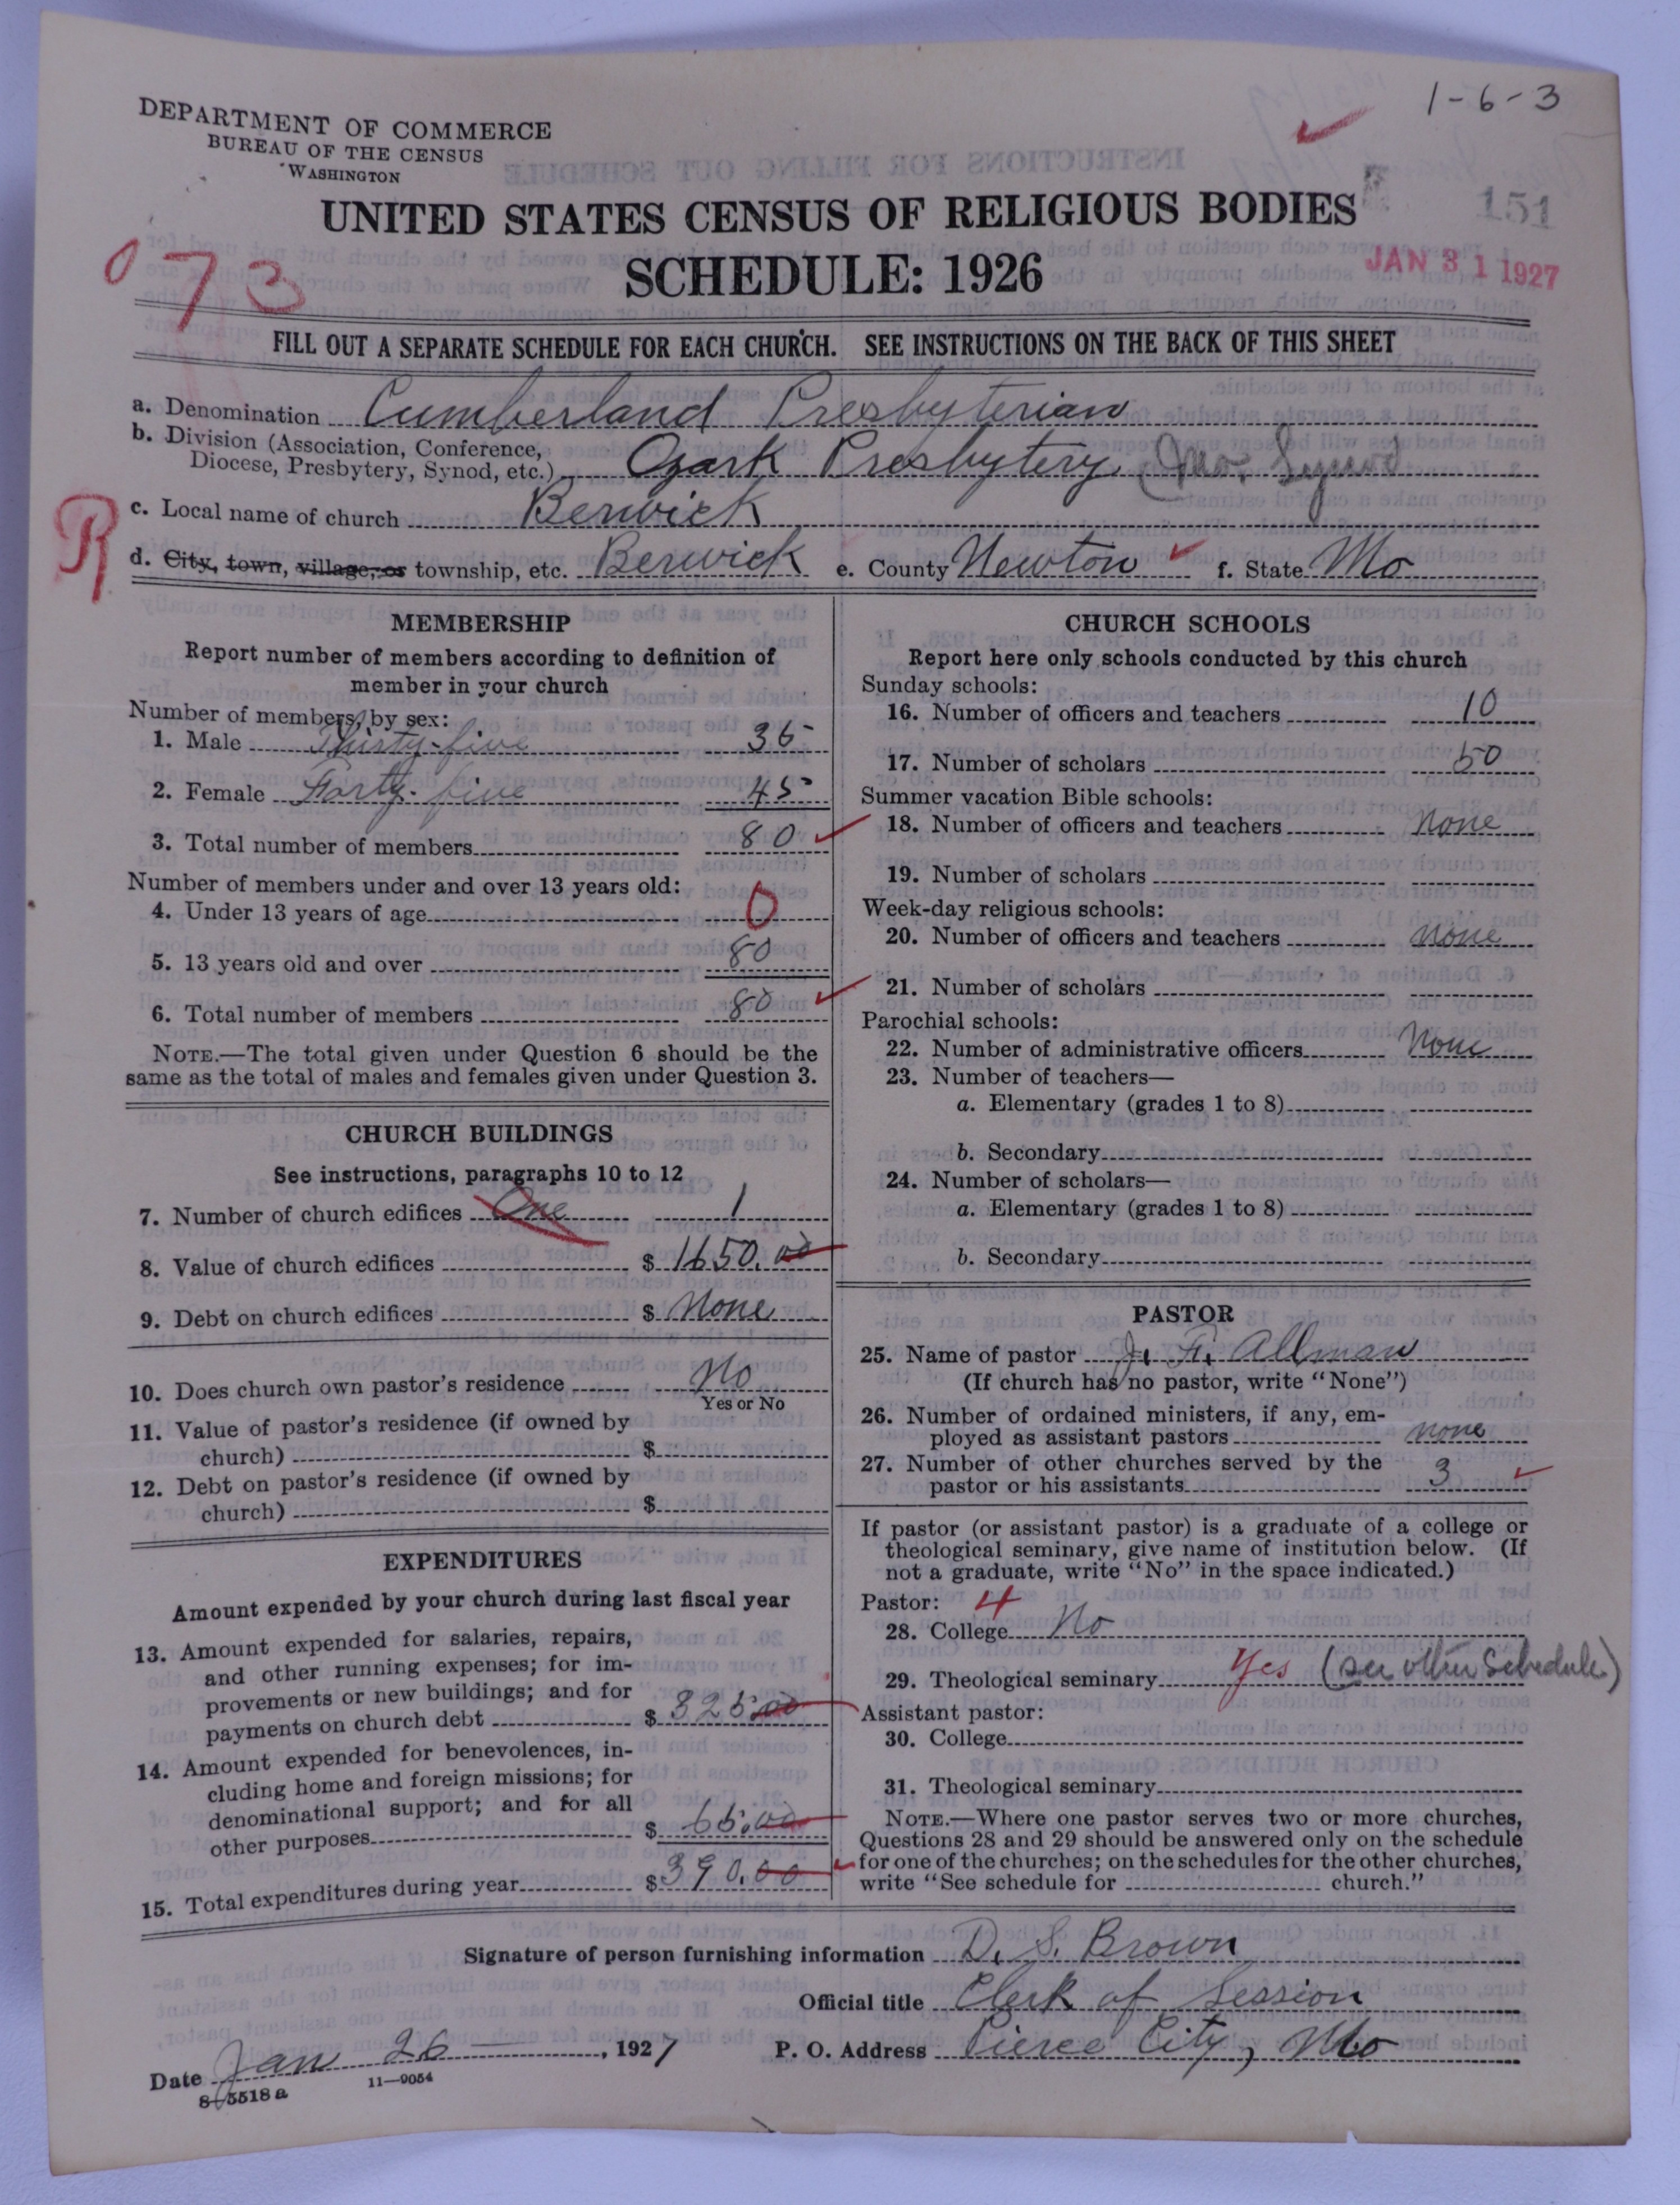 1-6-3
DEPARTMENT OF COMMERCE
BUREAU OF THE CENSUS
WASHINGTON
151
UNITED STATES CENSUS OF RELIGIOUS BODIES
SCHEDULE: 1926
JAN 31 1927
073
FILL OUT A SEPARATE SCHEDULE FOR EACH CHURCH. SEE INSTRUCTIONS ON THE BACK OF THIS SHEET
a. Denomination Cumberland Presbyterian
b. Division (Association, Conference,
Diocese, Presbytery, Synod, etc.) Ozark Presbytery (Mo. Synod
R
c. Local name of church Berwick
d. City, town, village, or township, etc. Berwick e. County Newton f. State Mo
MEMBERSHIP
Report number of members according to definition of
member in your church
Number of members, by sex:
1. Male Thirty-five 35
2. Female Forty-five 45
3. Total number of members 80
Number of members under and over 13 years old:
4. Under 13 years of age 0
5. 13 years old and over 80
6. Total number of members 80
NOTE.—The total given under Question 6 should be the
same as the total of males and females given under Question 3.
CHURCH BUILDINGS
See instructions, paragraphs 10 to 12
7. Number of church edifices One 1
8. Value of church edifices $ 1650.00
9. Debt on church edifices $ None
10. Does church own pastor's residence No
Yes or No
11. Value of pastor's residence (if owned by
church) $
12. Debt on pastor's residence (if owned by
church) $
EXPENDITURES
Amount expended by your church during last fiscal year
13. Amount expended for salaries, repairs,
and other running expenses; for im-
provements or new buildings; and for
payments on church debt $ 325.00
14. Amount expended for benevolences, in-
cluding home and foreign missions; for
denominational support; and for all
other purposes $ 65.00
15. Total expenditures during year $ 390.00
CHURCH SCHOOLS
Report here only schools conducted by this church
Sunday schools:
16. Number of officers and teachers 10
17. Number of scholars 50
Summer vacation Bible schools:
18. Number of officers and teachers None
19. Number of scholars
Week-day religious schools:
20. Number of officers and teachers None
21. Number of scholars
Parochial schools:
22. Number of administrative officers None
23. Number of teachers—
a. Elementary (grades 1 to 8)
b. Secondary
24. Number of scholars—
a. Elementary (grades 1 to 8)
b. Secondary
PASTOR
25. Name of pastor J. F. Allman
(If church has no pastor, write "None")
26. Number of ordained ministers, if any, em-
ployed as assistant pastors none
27. Number of other churches served by the
pastor or his assistants 3
If pastor (or assistant pastor) is a graduate of a college or
theological seminary, give name of institution below. (If
not a graduate, write "No" in the space indicated.)
Pastor: 4
28. College No
29. Theological seminary Yes (see other Schedule)
Assistant pastor:
30. College
31. Theological seminary
NOTE.—Where one pastor serves two or more churches,
Questions 28 and 29 should be answered only on the schedule
for one of the churches; on the schedules for the other churches,
write "See schedule for church."
Signature of person furnishing information D. S. Brown
Official title Clerk of Session
Date Jan 26, 1927 P. O. Address Pierce City, Mo
8-5518a 11—9054